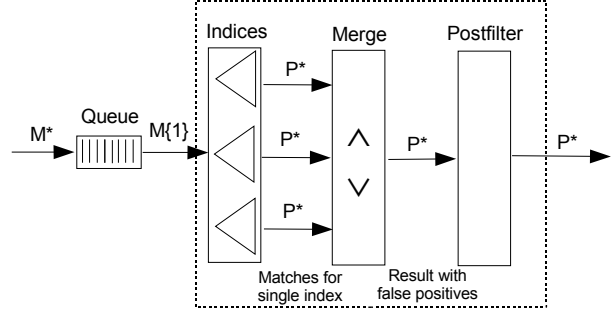 Indices
Merge
Postfilter
P*
Queue
M*
M{1}
P*
P*
P*
P*
∧
∨
Matches for
single index
Result with
false positives